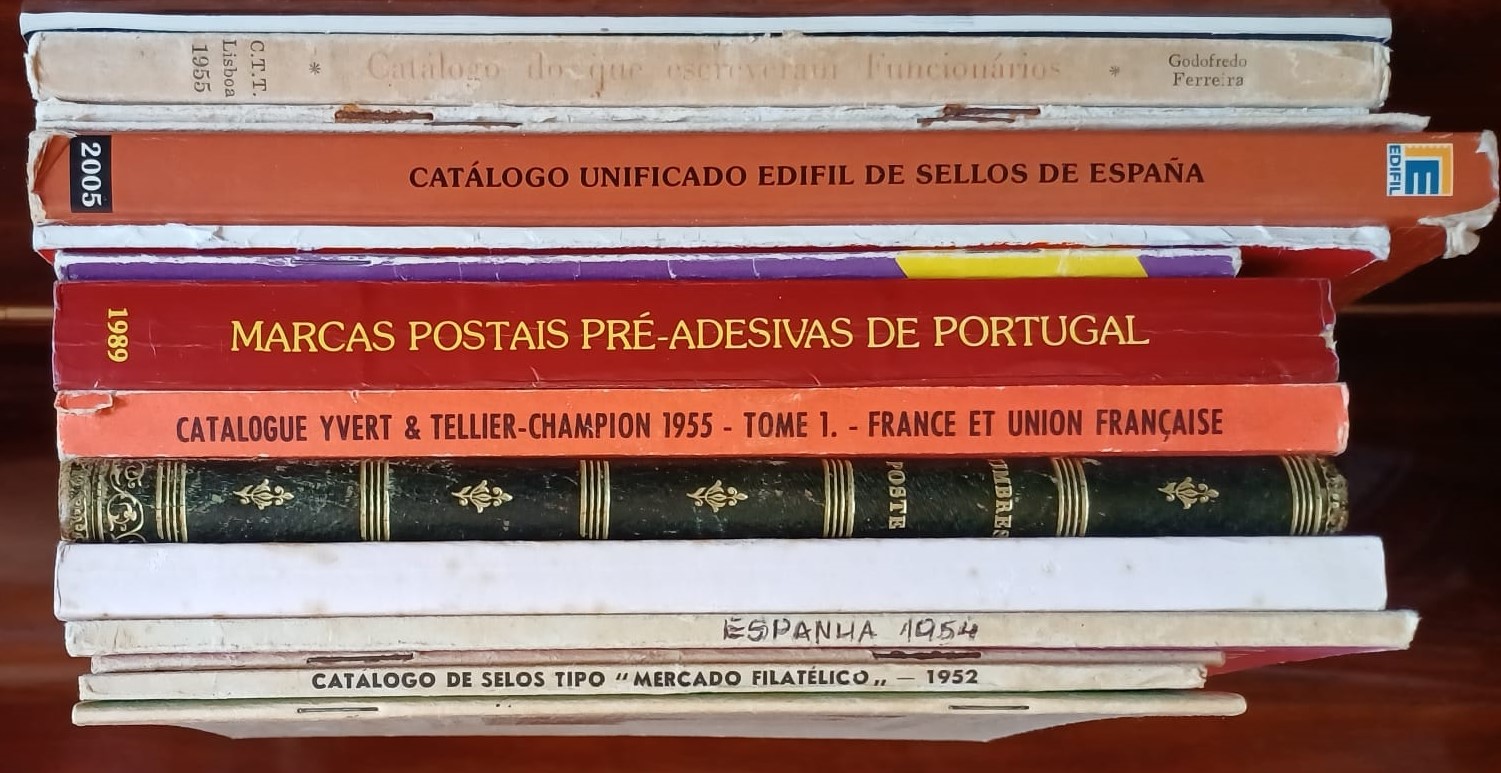 C.T.T.
Lisboa
1955
* Catálogo dos que escreveram Funcionários *
Godofredo
Ferreira
2005
CATÁLOGO UNIFICADO EDIFIL DE SELLOS DE ESPAÑA
E
EDIFIL
1989
MARCAS POSTAIS PRÉ-ADESIVAS DE PORTUGAL
CATALOGUE YVERT & TELLIER-CHAMPION 1955 - TOME 1. - FRANCE ET UNION FRANÇAISE
TIMBRES
POSTE
ESPANHA 1954
CATÁLOGO DE SELOS TIPO “MERCADO FILATÉLICO„ — 1952